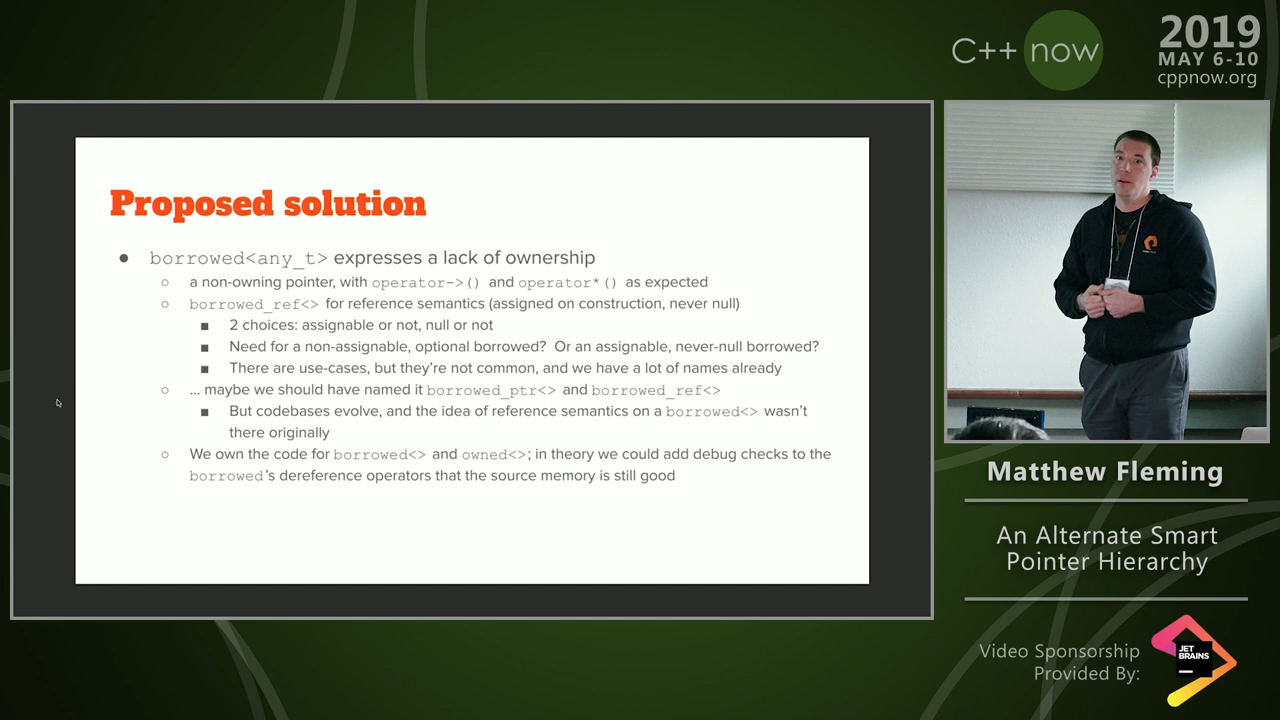 C++ now
2019
MAY 6-10
cppnow.org
Proposed solution
● borrowed<any_t> expresses a lack of ownership
○ a non-owning pointer, with operator->() and operator*() as expected
○ borrowed_ref<> for reference semantics (assigned on construction, never null)
■ 2 choices: assignable or not, null or not
■ Need for a non-assignable, optional borrowed? Or an assignable, never-null borrowed?
■ There are use-cases, but they're not common, and we have a lot of names already
○ ... maybe we should have named it borrowed_ptr<> and borrowed_ref<>
■ But codebases evolve, and the idea of reference semantics on a borrowed<> wasn't
there originally
○ We own the code for borrowed<> and owned<>; in theory we could add debug checks to the
borrowed's dereference operators that the source memory is still good
Matthew Fleming
An Alternate Smart
Pointer Hierarchy
Video Sponsorship
Provided By:
JET
BRAINS